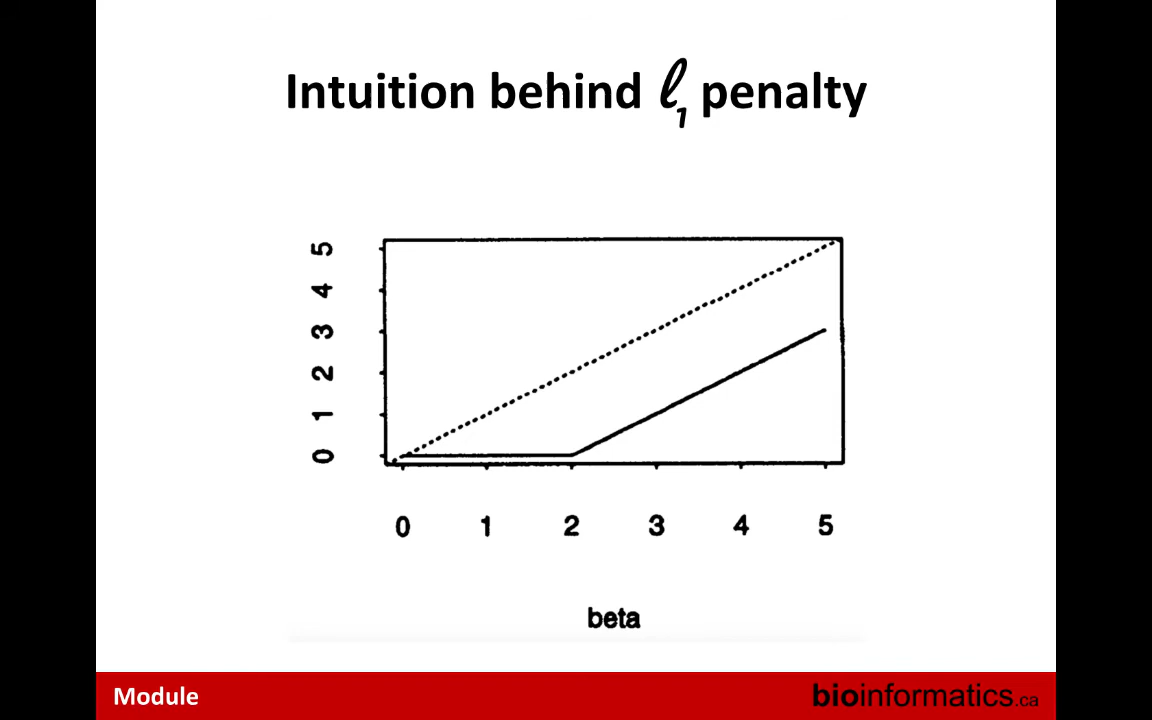 Intuition behind ℓ1 penalty
5
4
3
2
1
0
0 1 2 3 4 5
beta
Module
bioinformatics.ca